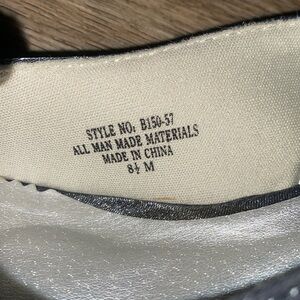 STYLE NO: B150-57
ALL MAN MADE MATERIALS
MADE IN CHINA
8½ M